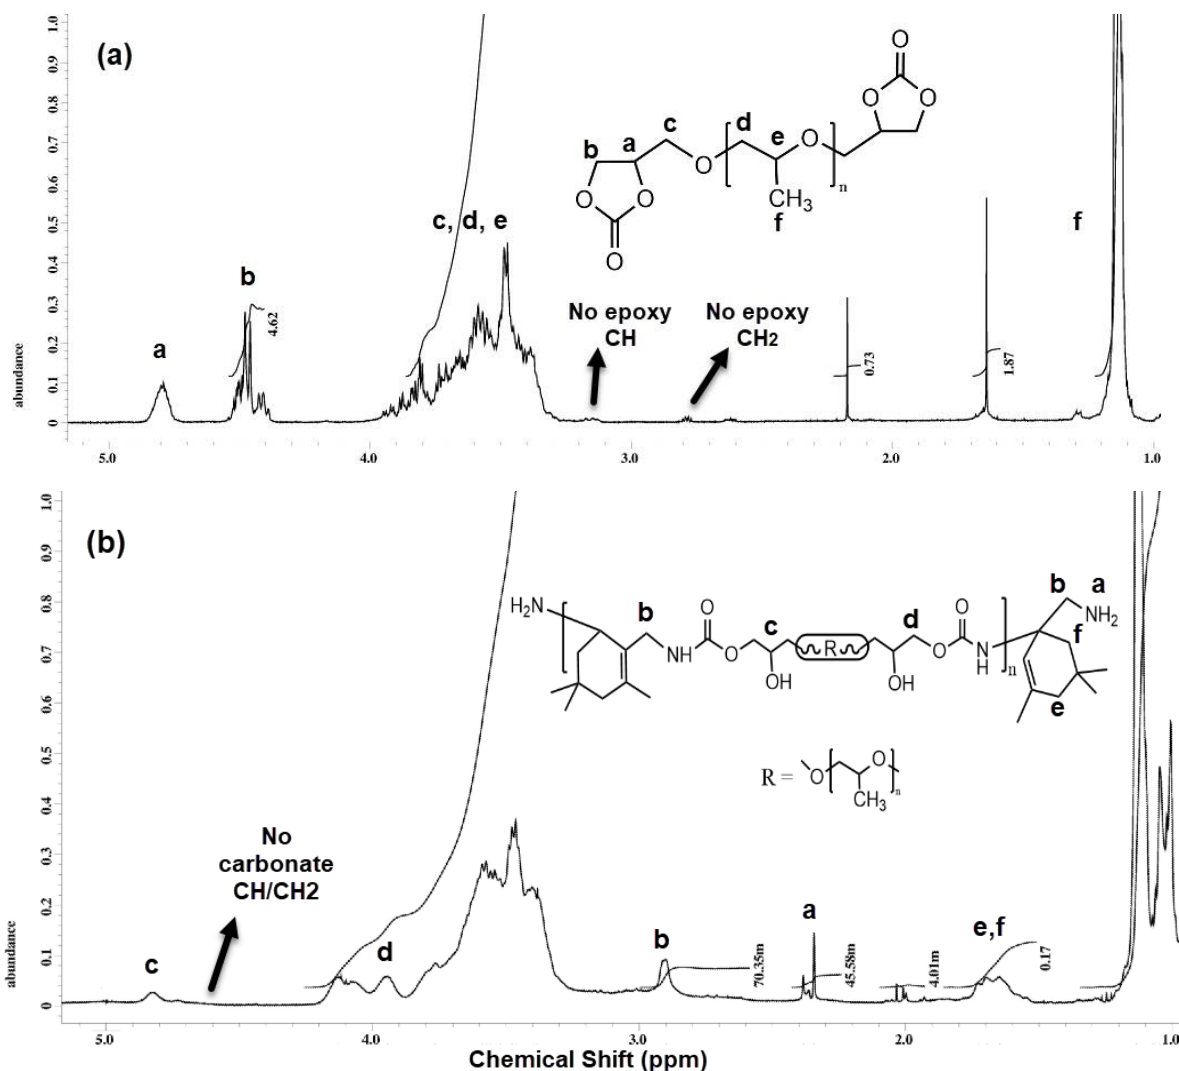 (a)
1.0
0.9
0.8
0.7
0.6
0.5
0.4
0.3
0.2
0.1
0
abundance
a
b
4.62
c, d, e
No epoxy
CH
No epoxy
CH2
0.73
1.87
f
b
a
c
d
e
f
O
O
O
O
O
O
O
O
CH3
n
5.0
4.0
3.0
2.0
1.0
(b)
1.0
0.9
0.8
0.7
0.6
0.5
0.4
0.3
0.2
0.1
0
abundance
No
carbonate
CH/CH2
c
d
b
70.35m
a
45.58m
4.01m
e,f
0.17
H2N
b
NH
O
O
c
OH
R
OH
d
O
O
N
H
n
b
a
NH2
f
e
R =
O
O
CH3
n
5.0
4.0
3.0
2.0
1.0
Chemical Shift (ppm)